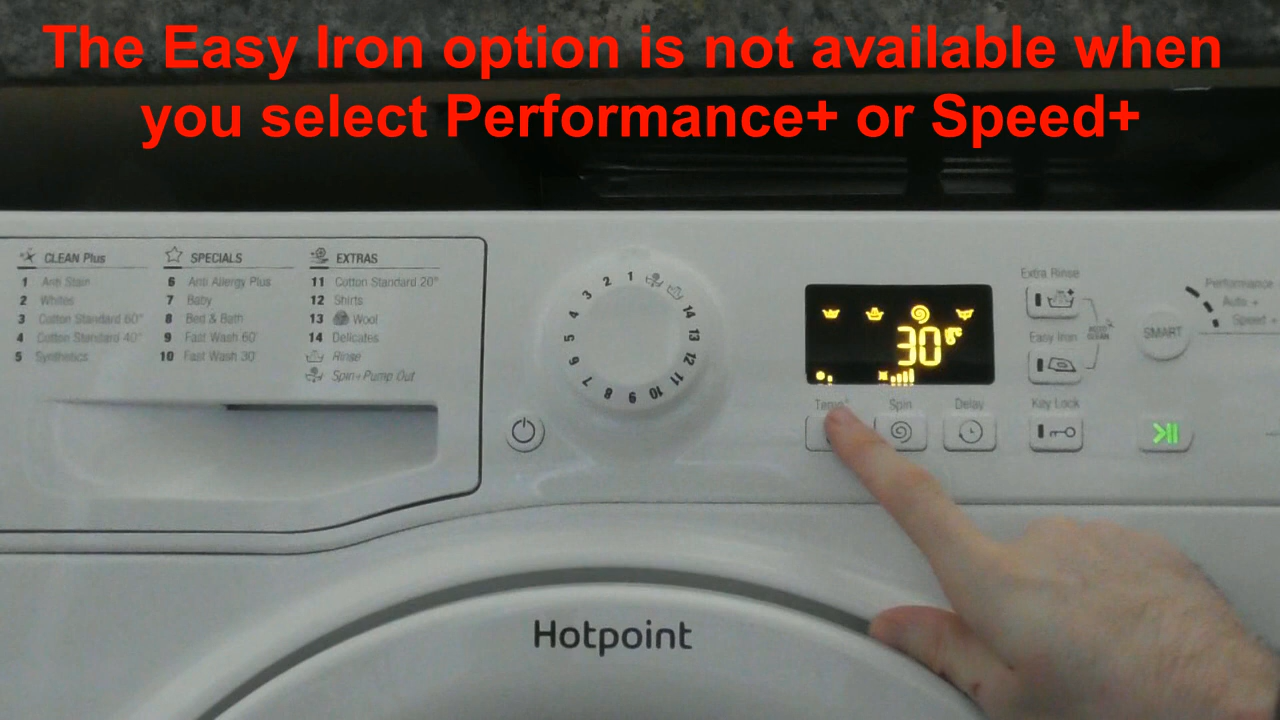 The Easy Iron option is not available when
you select Performance+ or Speed+
CLEAN Plus
1 Anti Stain
2 Whites
3 Cotton Standard 60°
4 Cotton Standard 40°
5 Synthetics
SPECIALS
6 Anti Allergy Plus
7 Baby
8 Bed & Bath
9 Fast Wash 60'
10 Fast Wash 30'
EXTRAS
11 Cotton Standard 20°
12 Shirts
13 Wool
14 Delicates
Rinse
Spin+Pump Out
1
2
3
4
5
6
7
8
9
10
11
12
13
14
30°
Temp°
Spin
Delay
Extra Rinse
Easy Iron
Key Lock
SMART
Performance
Auto +
Speed +
Hotpoint